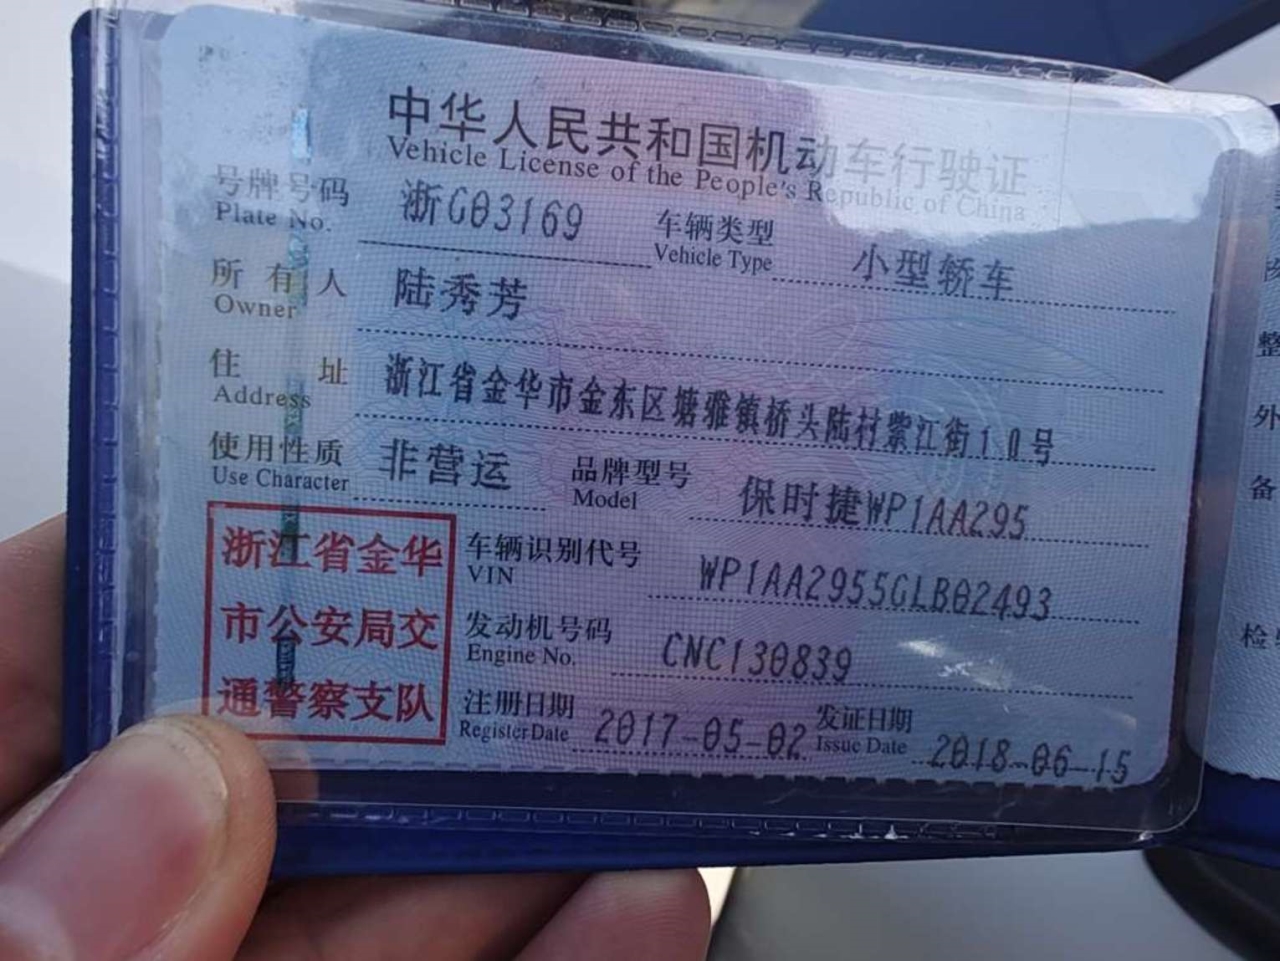 中华人民共和国机动车行驶证
Vehicle License of the People's Republic of China
号牌号码 浙G03169 车辆类型 小型轿车
Plate No. Vehicle Type
所有人 陆秀芳
Owner
住址 浙江省金华市金东区塘雅镇桥头陆村紫江街10号
Address
使用性质 非营运 品牌型号 保时捷WP1AA295
Use Character Model
浙江省金华
市公安局交
通警察支队
车辆识别代号 WP1AA2955GLB02493
VIN
发动机号码 CNC130839
Engine No.
注册日期 2017-05-02 发证日期 2018-06-15
Register Date Issue Date
整
外
备
检